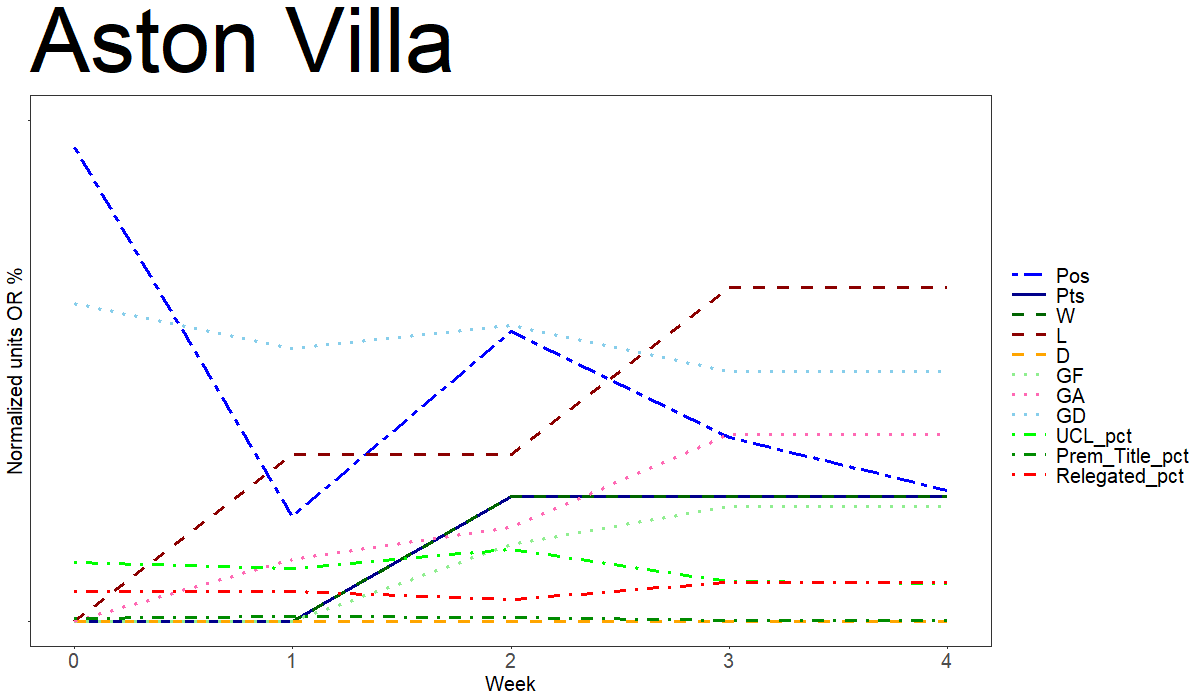 Aston Villa
Normalized units OR %
0 1 2 3 4
Week
Pos
Pts
W
L
D
GF
GA
GD
UCL_pct
Prem_Title_pct
Relegated_pct